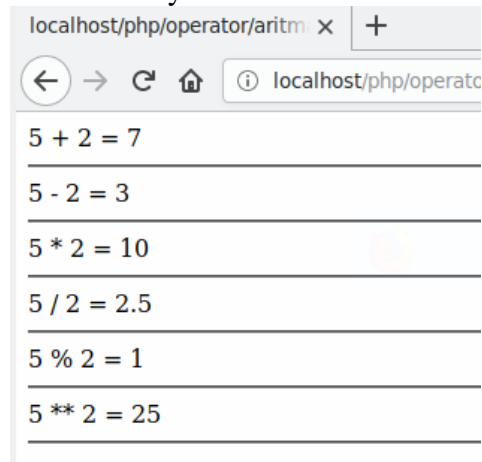 localhost/php/operator/aritm
localhost/php/operato
5 + 2 = 7
5 - 2 = 3
5 * 2 = 10
5 / 2 = 2.5
5 % 2 = 1
5 ** 2 = 25